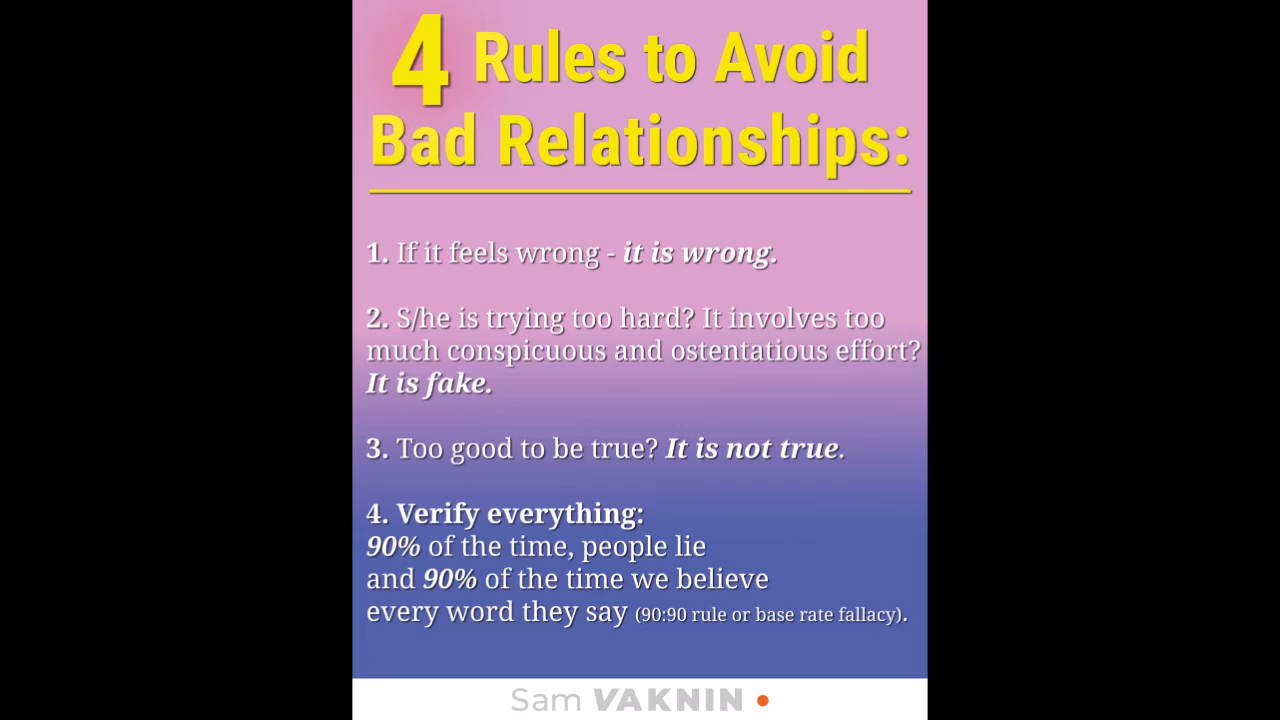 4 Rules to Avoid
Bad Relationships:
1. If it feels wrong - it is wrong.
2. S/he is trying too hard? It involves too
much conspicuous and ostentatious effort?
It is fake.
3. Too good to be true? It is not true.
4. Verify everything:
90% of the time, people lie
and 90% of the time we believe
every word they say (90:90 rule or base rate fallacy).
Sam VAKNIN